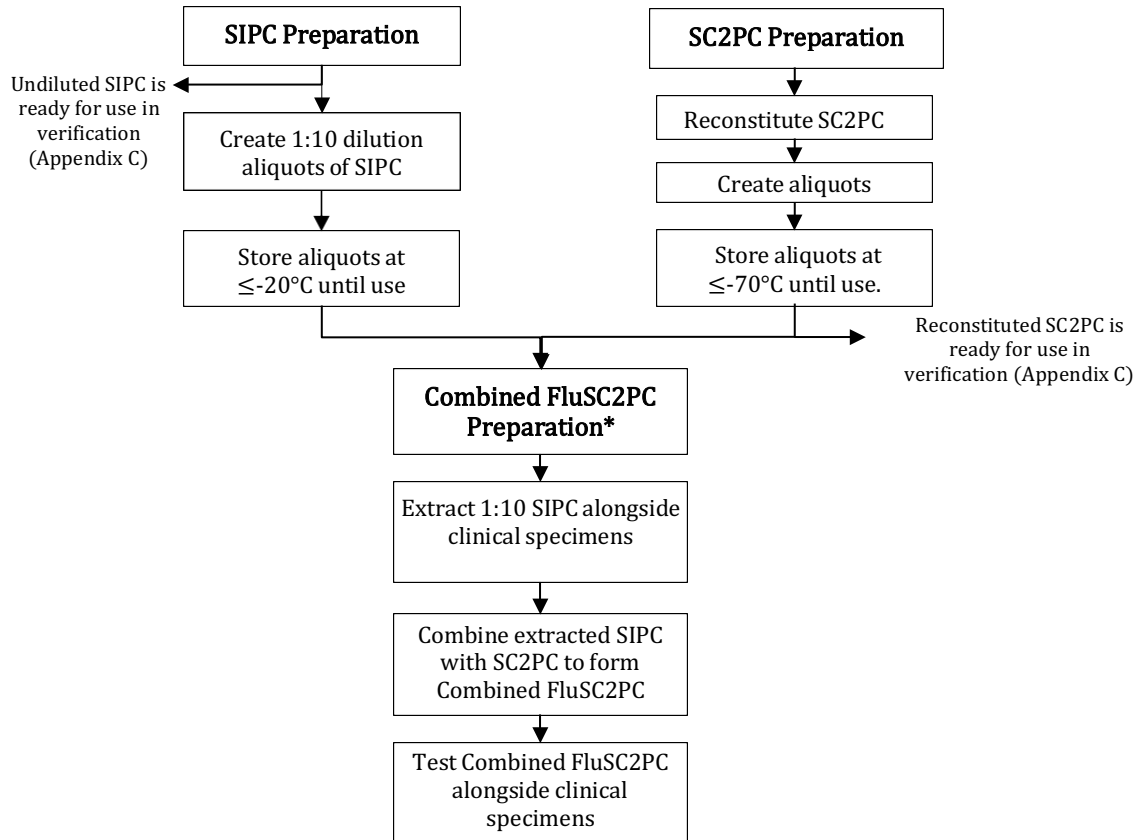 SIPC Preparation
Undiluted SIPC is
ready for use in
verification
(Appendix C)
Create 1:10 dilution
aliquots of SIPC
Store aliquots at
≤-20°C until use
SC2PC Preparation
Reconstitute SC2PC
Create aliquots
Store aliquots at
≤-70°C until use.
Reconstituted SC2PC is
ready for use in
verification (Appendix C)
Combined FluSC2PC
Preparation*
Extract 1:10 SIPC alongside
clinical specimens
Combine extracted SIPC
with SC2PC to form
Combined FluSC2PC
Test Combined FluSC2PC
alongside clinical
specimens